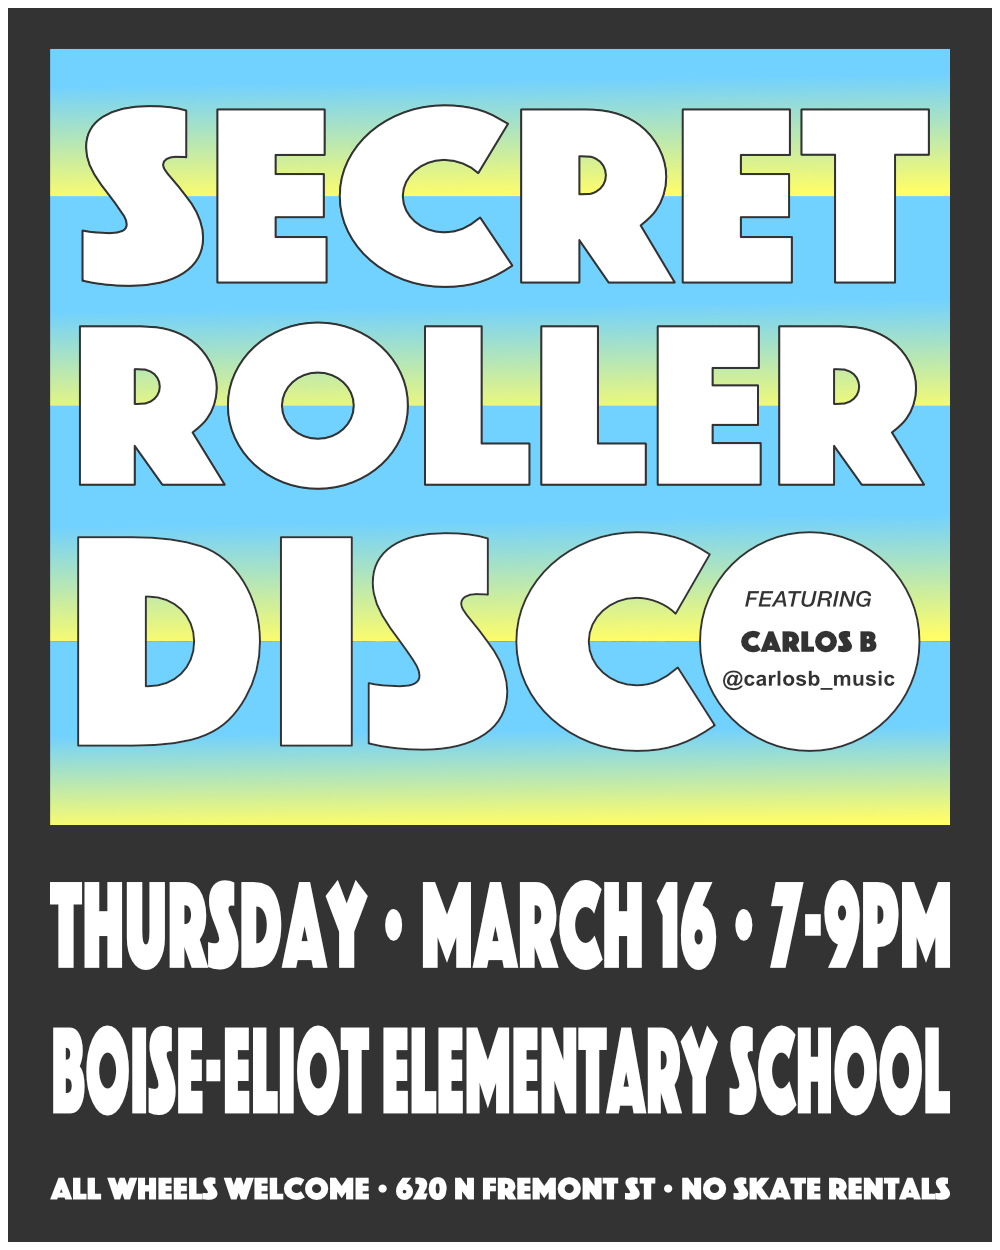 SECRET
ROLLER
DISCO
FEATURING
CARLOS B
@carlosb_music
THURSDAY • MARCH 16 • 7-9PM
BOISE-ELIOT ELEMENTARY SCHOOL
ALL WHEELS WELCOME • 620 N FREMONT ST • NO SKATE RENTALS